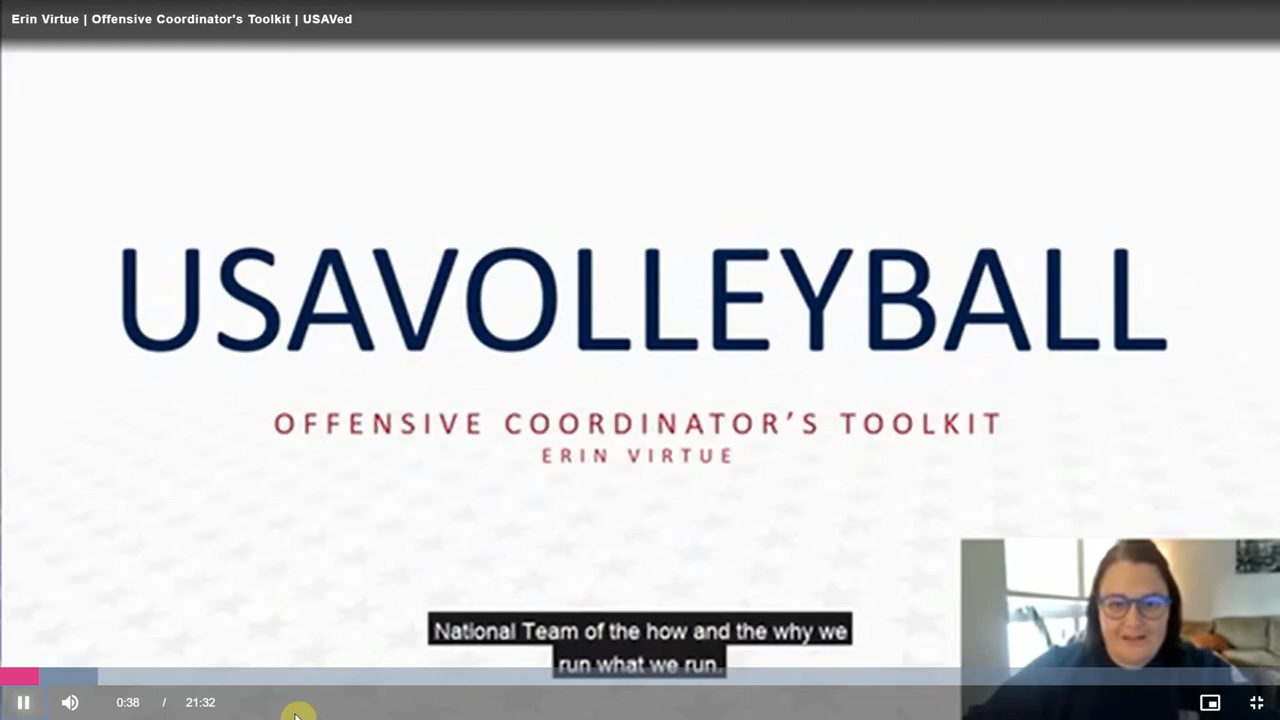 Erin Virtue | Offensive Coordinator's Toolkit | USAVed
USAVOLLEYBALL
OFFENSIVE COORDINATOR'S TOOLKIT
ERIN VIRTUE
National Team of the how and the why we
run what we run.
0:38 / 21:32